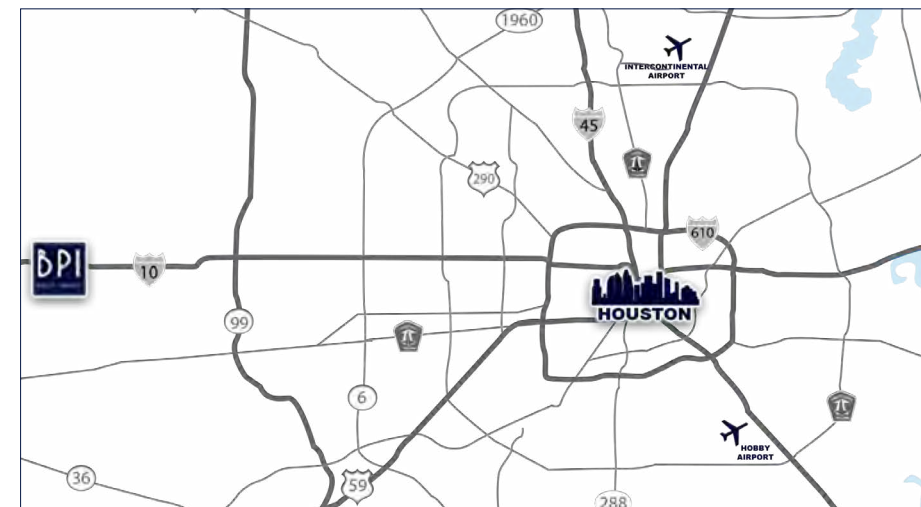 1960
INTERCONTINENTAL
AIRPORT
45
290
610
BPI
10
HOUSTON
99
6
HOBBY
AIRPORT
36
59
288